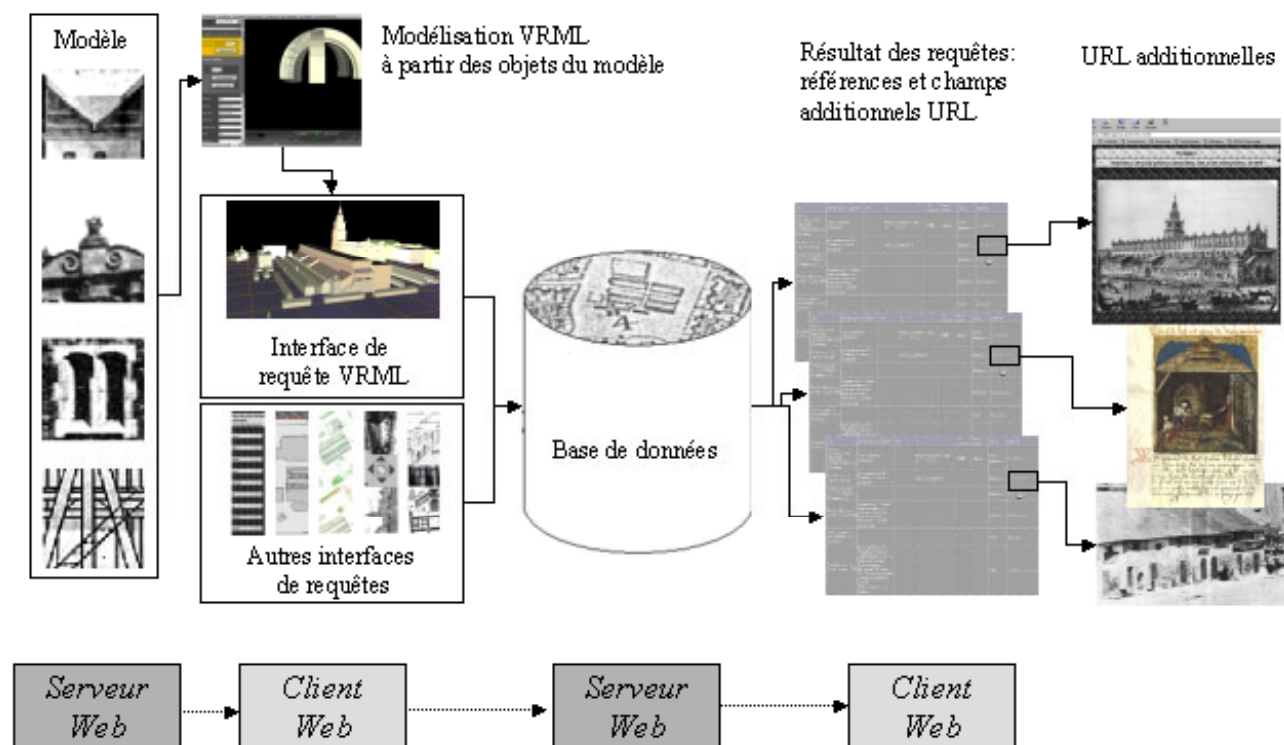 Modèle
Modélisation VRML
à partir des objets du modèle
Résultat des requêtes:
références et champs
additionnels URL
URL additionnelles
Interface de
requête VRML
Base de données
Autres interfaces
de requêtes
Serveur
Web
Client
Web
Serveur
Web
Client
Web